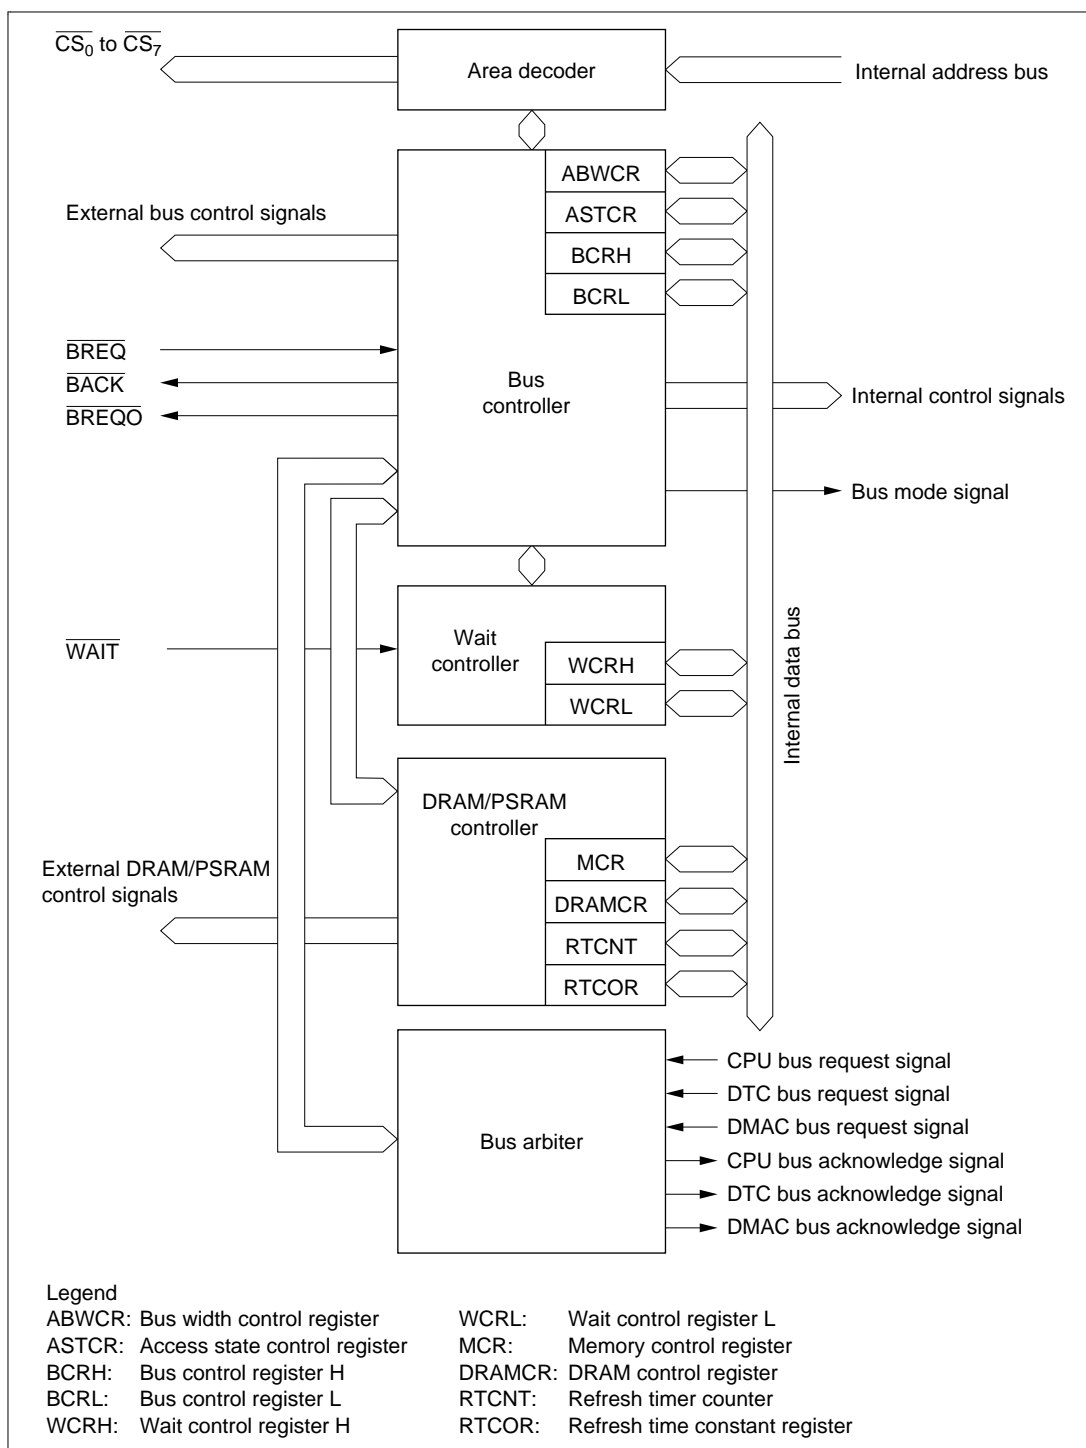 CS0 to CS7
Area decoder
Internal address bus
ABWCR
ASTCR
BCRH
BCRL
External bus control signals
BREQ
BACK
BREQO
Bus
controller
Internal control signals
Bus mode signal
WAIT
Wait
controller
WCRH
WCRL
Internal data bus
DRAM/PSRAM
controller
MCR
DRAMCR
RTCNT
RTCOR
External DRAM/PSRAM
control signals
Bus arbiter
CPU bus request signal
DTC bus request signal
DMAC bus request signal
CPU bus acknowledge signal
DTC bus acknowledge signal
DMAC bus acknowledge signal
Legend
ABWCR: Bus width control register
ASTCR: Access state control register
BCRH: Bus control register H
BCRL: Bus control register L
WCRH: Wait control register H
WCRL: Wait control register L
MCR: Memory control register
DRAMCR: DRAM control register
RTCNT: Refresh timer counter
RTCOR: Refresh time constant register